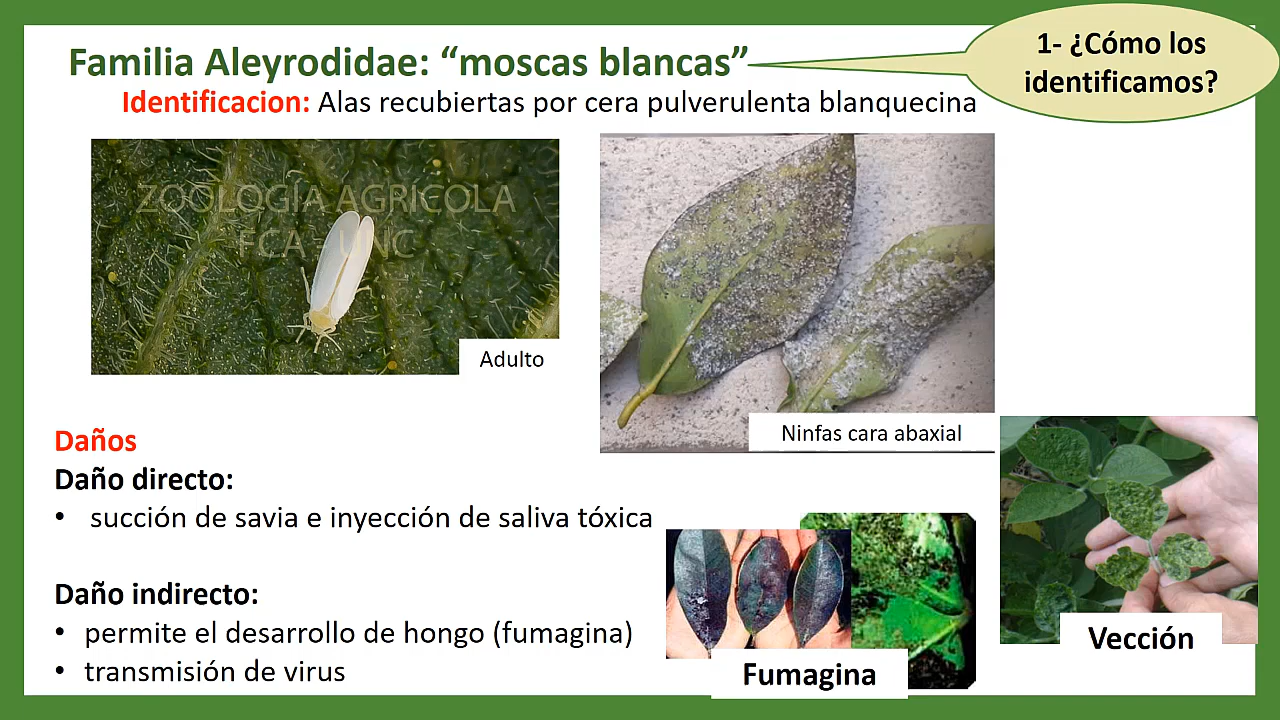 Familia Aleyrodidae: “moscas blancas”
1- ¿Cómo los
identificamos?
Identificacion: Alas recubiertas por cera pulverulenta blanquecina
ZOOLOGÍA AGRÍCOLA
FCA - UNC
Adulto
Ninfas cara abaxial
Daños
Daño directo:
• succión de savia e inyección de saliva tóxica
Daño indirecto:
• permite el desarrollo de hongo (fumagina)
• transmisión de virus
Fumagina
Vección